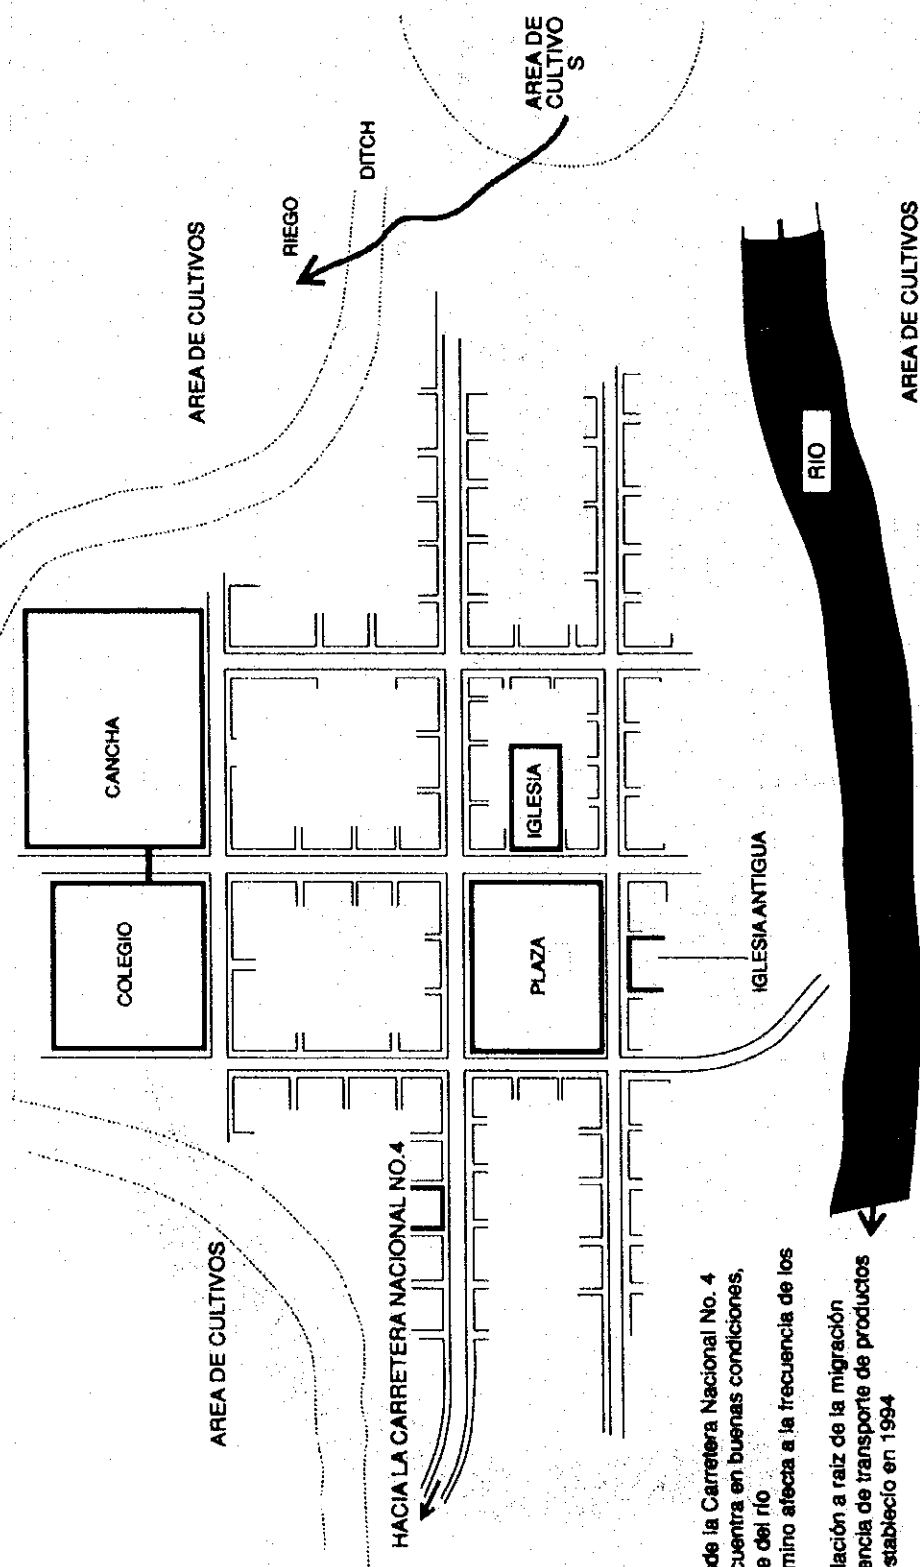 COLEGIO
CANCHA
AREA DE CULTIVOS
AREA DE CULTIVOS
RIEGO
DITCH
HACIA LA CARRETERA NACIONAL NO.4
PLAZA
IGLESIA
AREA DE
CULTIVO
S
IGLESIA ANTIGUA
de la Carretera Nacional No. 4
cuentra en buenas condiciones,
e del río
mino afecta a la frecuencia de los
lación a raiz de la migración
encia de transporte de productos
stablecio en 1994
RIO
AREA DE CULTIVOS